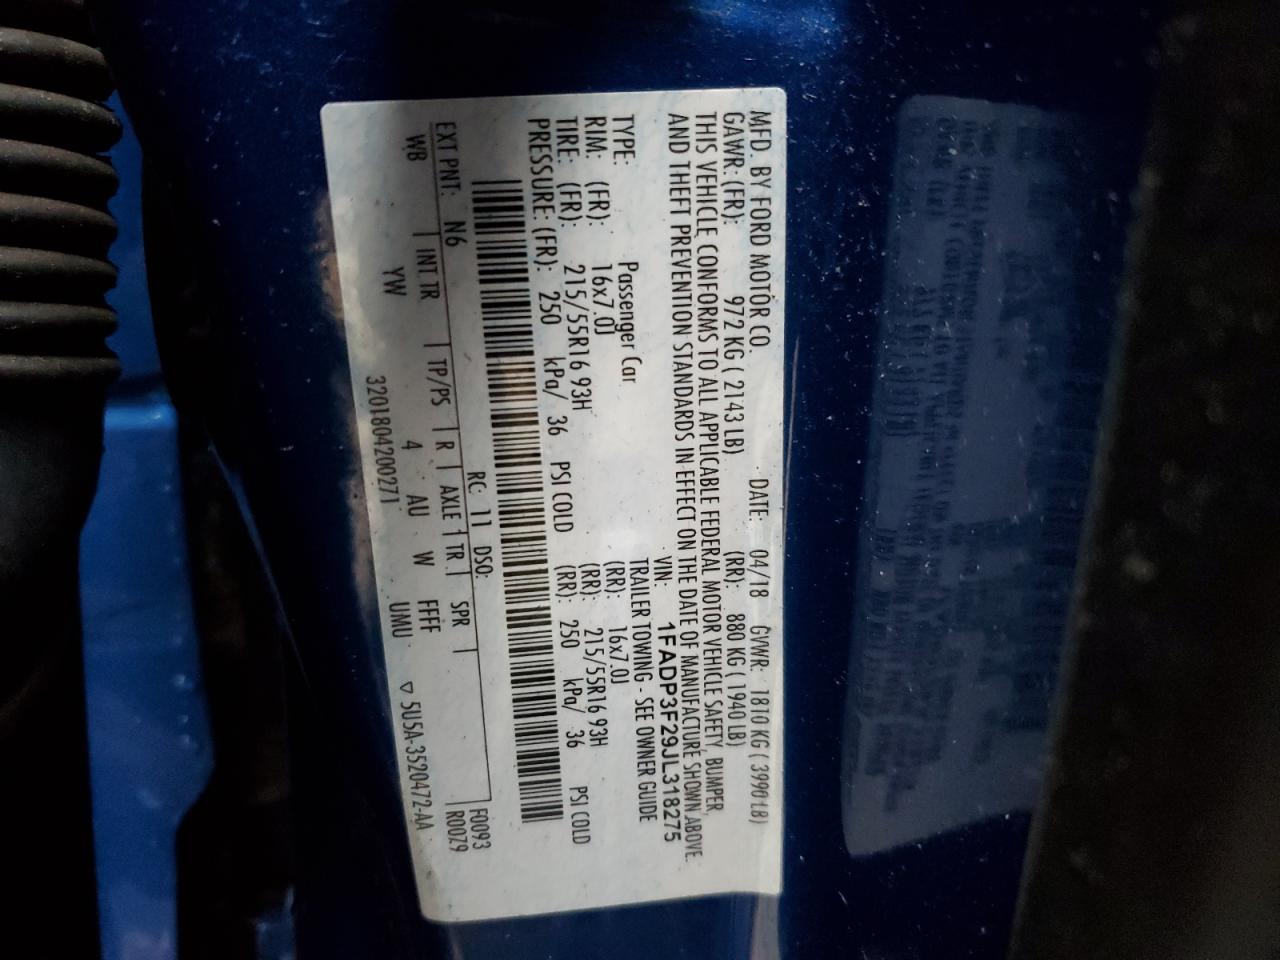 MFD. BY FORD MOTOR CO. DATE: 04/18 GVWR: 1810 KG ( 3990 LB)
GAWR: (FR): 972 KG ( 2143 LB) (RR): 880 KG ( 1940 LB)
THIS VEHICLE CONFORMS TO ALL APPLICABLE FEDERAL MOTOR VEHICLE SAFETY, BUMPER,
AND THEFT PREVENTION STANDARDS IN EFFECT ON THE DATE OF MANUFACTURE SHOWN ABOVE.
VIN: 1FADP3F29JL318275
TYPE: Passenger Car TRAILER TOWING - SEE OWNER GUIDE
RIM: (FR): 16x7.0J (RR): 16x7.0J
TIRE: (FR): 215/55R16 93H (RR): 215/55R16 93H
PRESSURE: (FR): 250 kPa/ 36 PSI COLD (RR): 250 kPa/ 36 PSI COLD
RC: 11 DSO: F0093
EXT PNT: N6 R00Z9
WB INT. TR TP/PS R AXLE TR SPR
YW 4 AU W FFFF
3201804200271 UMU ▽ 5U5A-3520472-AA